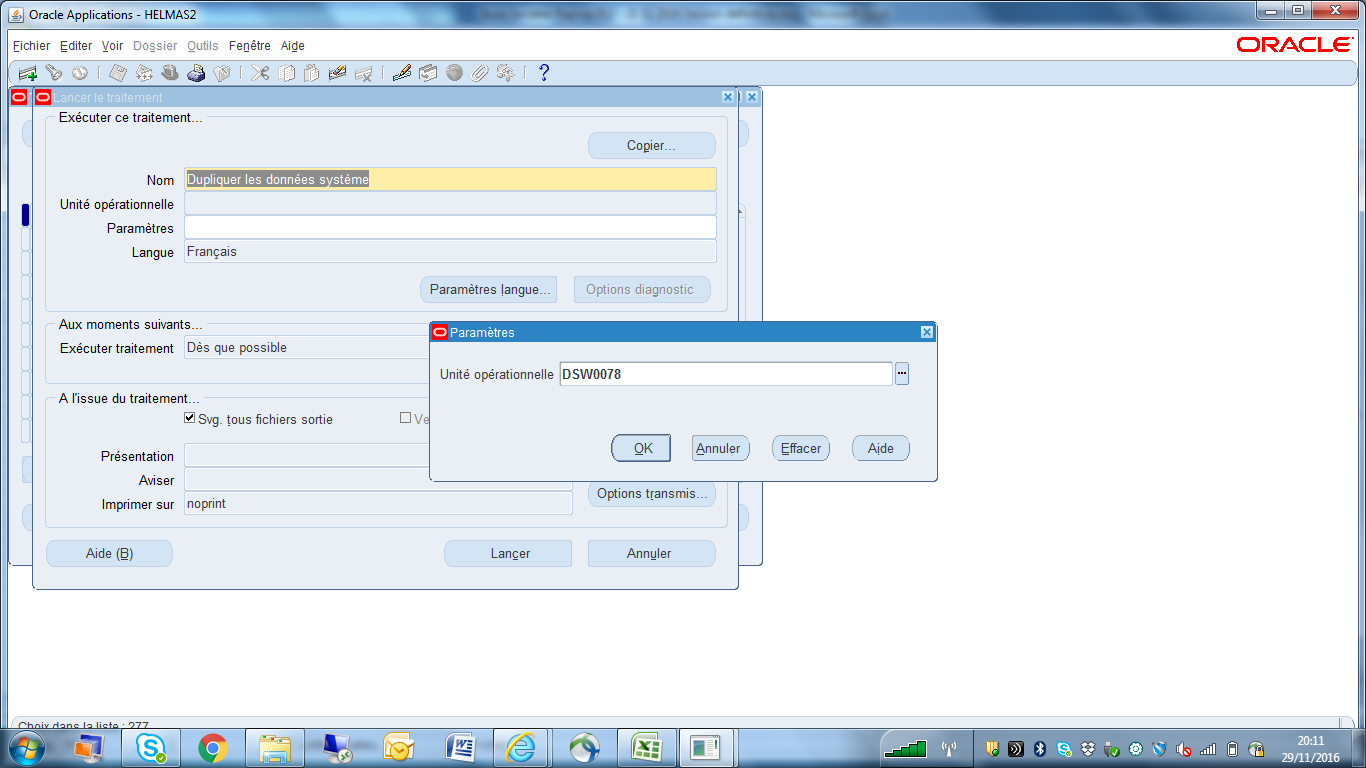 Oracle Applications - HELMAS2
Fichier Editer Voir Dossier Outils Fenêtre Aide
ORACLE
Lancer le traitement
Exécuter ce traitement...
Copier...
Nom Dupliquer les données système
Unité opérationnelle
Paramètres
Langue Français
Paramètres langue... Options diagnostic
Aux moments suivants...
Exécuter traitement Dès que possible
Paramètres
Unité opérationnelle DSW0078
OK Annuler Effacer Aide
A l'issue du traitement...
Svg. tous fichiers sortie
Présentation
Aviser
Imprimer sur noprint
Options transmis...
Aide (B) Lancer Annuler
Choix dans la liste : 277
20:11
29/11/2016